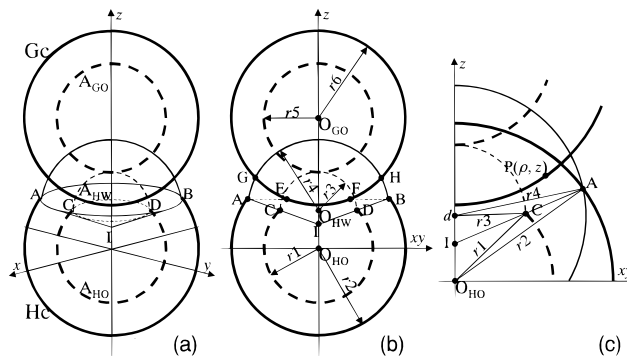 z
Gc
A_GO
A_HW
A
B
C
D
I
x
y
A_HO
Hc
(a)
z
r6
r5
O_GO
G
H
r4
r3
E
F
A
B
C
D
O_HW
I
xy
O_HO
r1
r2
(b)
z
P(ρ, z)
A
r4
d
r3
C
I
r1
r2
O_HO
xy
(c)